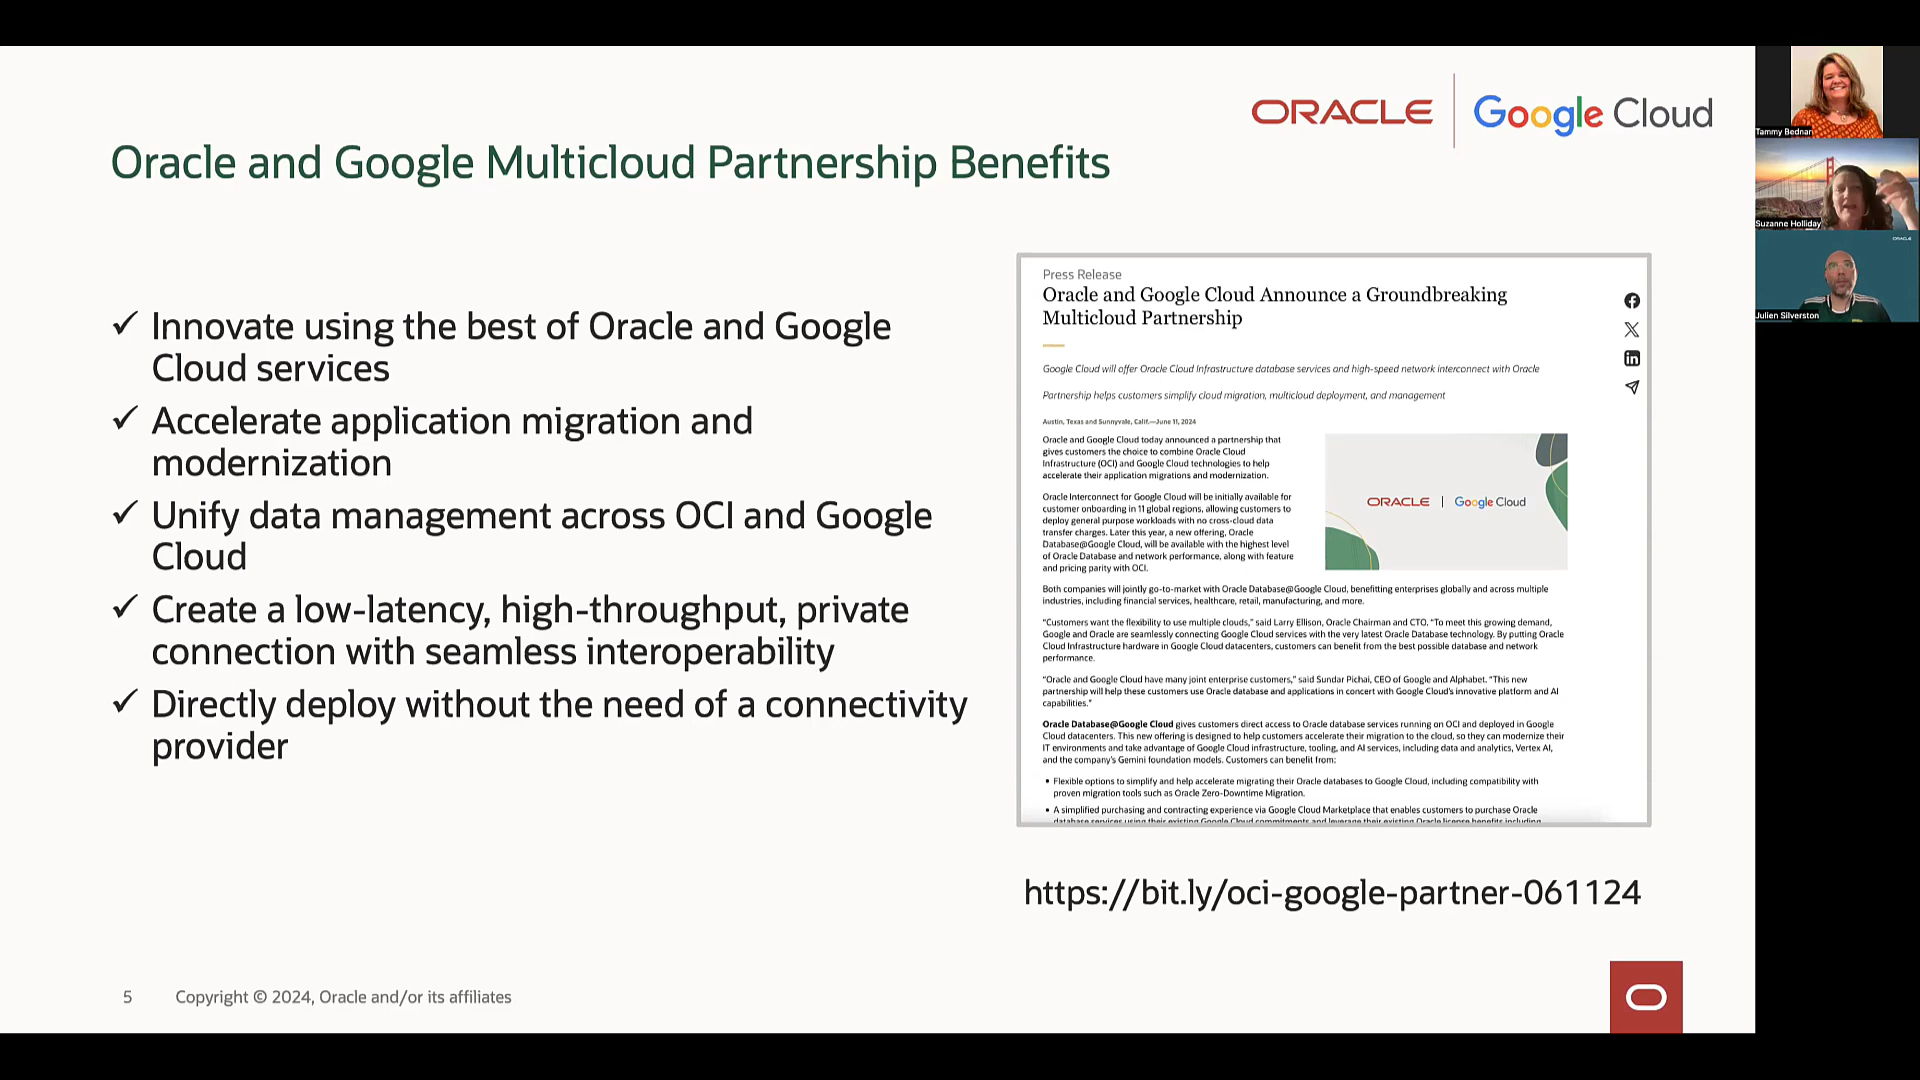 ORACLE | Google Cloud
Oracle and Google Multicloud Partnership Benefits
✓ Innovate using the best of Oracle and Google
Cloud services
✓ Accelerate application migration and
modernization
✓ Unify data management across OCI and Google
Cloud
✓ Create a low-latency, high-throughput, private
connection with seamless interoperability
✓ Directly deploy without the need of a connectivity
provider
Press Release
Oracle and Google Cloud Announce a Groundbreaking
Multicloud Partnership
Google Cloud will offer Oracle Cloud Infrastructure database services and high-speed network interconnect with Oracle
Partnership helps customers simplify cloud migration, multicloud deployment, and management
Austin, Texas and Sunnyvale, Calif.—June 11, 2024
Oracle and Google Cloud today announced a partnership that
gives customers the choice to combine Oracle Cloud
Infrastructure (OCI) and Google Cloud technologies to help
accelerate their application migrations and modernization.
Oracle Interconnect for Google Cloud will be initially available for
customer onboarding in 11 global regions, allowing customers to
deploy general purpose workloads with no cross-cloud data
transfer charges. Later this year, a new offering, Oracle
Database@Google Cloud, will be available with the highest level
of Oracle Database and network performance, along with feature
and pricing parity with OCI.
ORACLE | Google Cloud
Both companies will jointly go-to-market with Oracle Database@Google Cloud, benefitting enterprises globally and across multiple
industries, including financial services, healthcare, retail, manufacturing, and more.
“Customers want the flexibility to use multiple clouds,” said Larry Ellison, Oracle Chairman and CTO. “To meet this growing demand,
Google and Oracle are seamlessly connecting Google Cloud services with the very latest Oracle Database technology. By putting Oracle
Cloud Infrastructure hardware in Google Cloud datacenters, customers can benefit from the best possible database and network
performance.
“Oracle and Google Cloud have many joint enterprise customers,” said Sundar Pichai, CEO of Google and Alphabet. “This new
partnership will help these customers use Oracle database and applications in concert with Google Cloud's innovative platform and AI
capabilities.”
Oracle Database@Google Cloud gives customers direct access to Oracle database services running on OCI and deployed in Google
Cloud datacenters. This new offering is designed to help customers accelerate their migration to the cloud, so they can modernize their
IT environments and take advantage of Google Cloud infrastructure, tooling, and AI services, including data and analytics, Vertex AI,
and the company's Gemini foundation models. Customers can benefit from:
• Flexible options to simplify and help accelerate migrating their Oracle databases to Google Cloud, including compatibility with
proven migration tools such as Oracle Zero-Downtime Migration.
• A simplified purchasing and contracting experience via Google Cloud Marketplace that enables customers to purchase Oracle
database services using their existing Google Cloud commitments and leverage their existing Oracle license benefits including
https://bit.ly/oci-google-partner-061124
5 Copyright © 2024, Oracle and/or its affiliates
Tammy Bednar
Suzanne Holliday
ORACLE
Julien Silverston